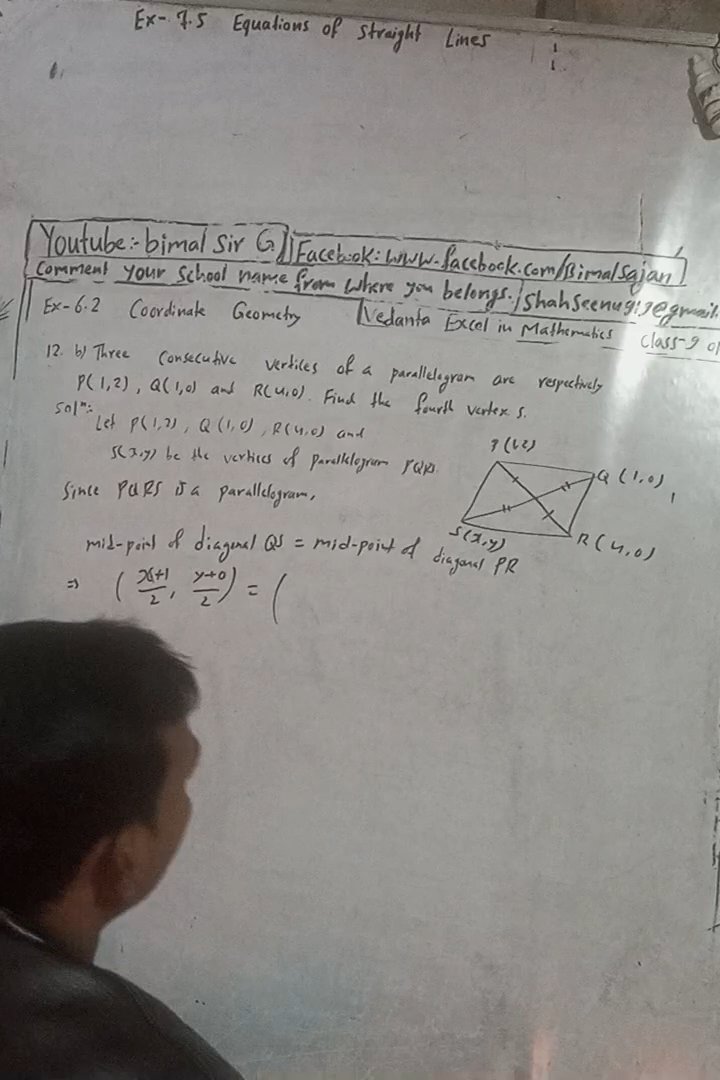 Ex-7.5 Equations of Straight Lines
Youtube:- bimal Sir G
Facebook: www.facebook.com/Bimalsajan
Comment your School name from where you belongs.
Ex-6.2 Coordinate Geometry
Vedanta Excel in Mathematics Class-9
12. b) Three Consecutive vertices of a parallelogram are respectively
P(1,2), Q(1,0) and R(4,0). Find the fourth vertex S.
Solⁿ:
Let P(1,2), Q(1,0), R(4,0) and
S(x,y) be the vertices of parallelogram
Since PQRS is a parallelogram,
mid-point of diagonal QS = mid-point of diagonal PR
⇒ (x+1/2, y+0/2) = (
P(1,2)
Q(1,0)
S(x,y)
R(4,0)